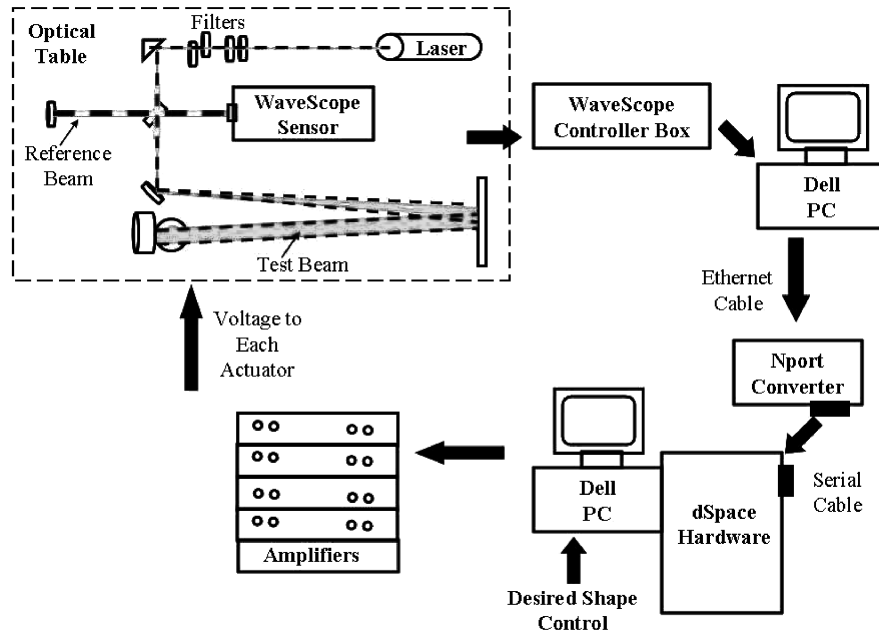 Optical
Table
Filters
Laser
WaveScope
Sensor
Reference
Beam
Test Beam
WaveScope
Controller Box
Dell
PC
Ethernet
Cable
Nport
Converter
Serial
Cable
dSpace
Hardware
Dell
PC
Desired Shape
Control
Amplifiers
Voltage to
Each
Actuator